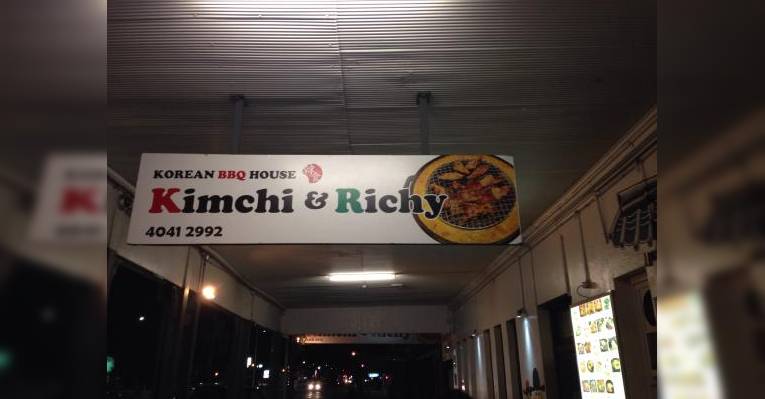 KOREAN BBQ HOUSE
Kimchi & Richy
4041 2992